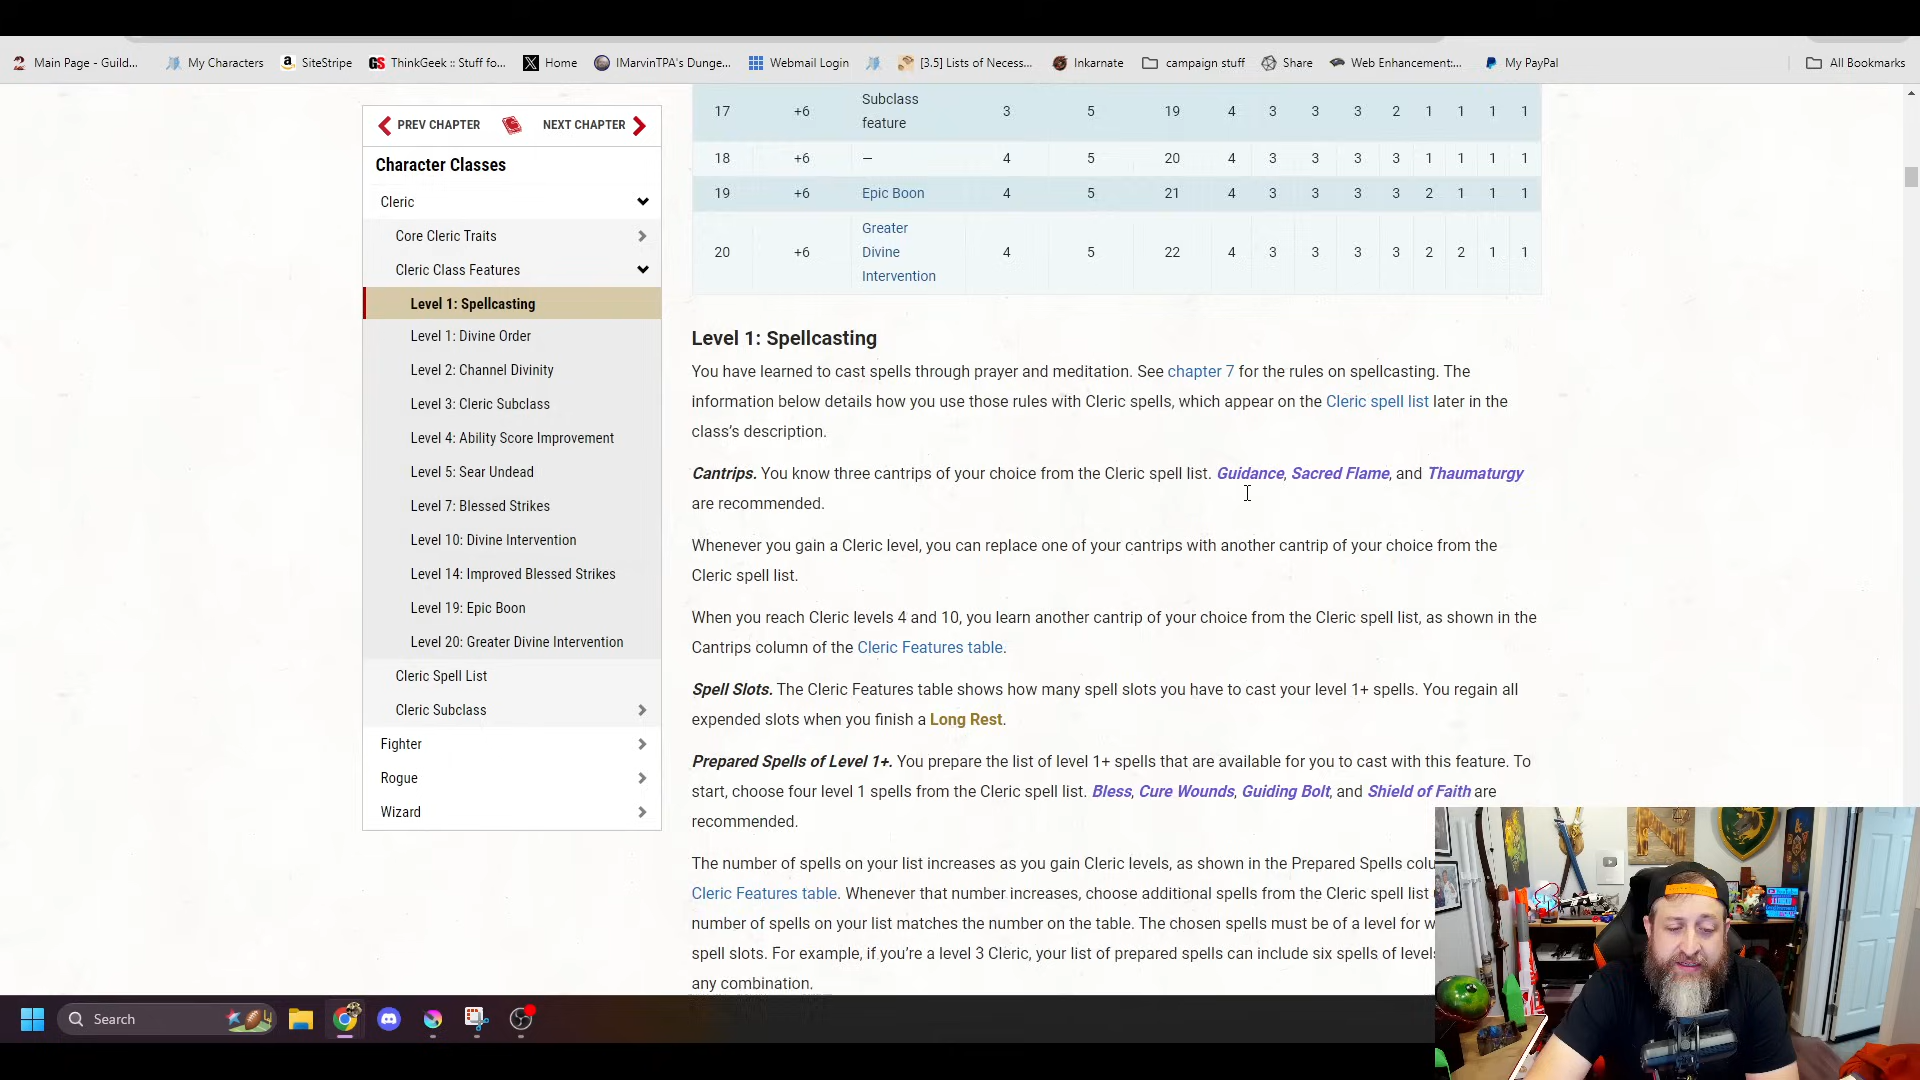 Main Page - Guild...
My Characters
SiteStripe
ThinkGeek :: Stuff fo...
Home
IMarvinTPA's Dunge...
Webmail Login
[3.5] Lists of Necess...
Inkarnate
campaign stuff
Share
Web Enhancement:...
My PayPal
All Bookmarks
PREV CHAPTER
NEXT CHAPTER
Character Classes
Cleric
Core Cleric Traits
Cleric Class Features
Level 1: Spellcasting
Level 1: Divine Order
Level 2: Channel Divinity
Level 3: Cleric Subclass
Level 4: Ability Score Improvement
Level 5: Sear Undead
Level 7: Blessed Strikes
Level 10: Divine Intervention
Level 14: Improved Blessed Strikes
Level 19: Epic Boon
Level 20: Greater Divine Intervention
Cleric Spell List
Cleric Subclass
Fighter
Rogue
Wizard
17 +6 Subclass feature 3 5 19 4 3 3 3 2 1 1 1 1
18 +6 — 4 5 20 4 3 3 3 3 1 1 1 1
19 +6 Epic Boon 4 5 21 4 3 3 3 3 2 1 1 1
20 +6 Greater Divine Intervention 4 5 22 4 3 3 3 3 2 2 1 1
Level 1: Spellcasting
You have learned to cast spells through prayer and meditation. See chapter 7 for the rules on spellcasting. The
information below details how you use those rules with Cleric spells, which appear on the Cleric spell list later in the
class's description.
Cantrips. You know three cantrips of your choice from the Cleric spell list. Guidance, Sacred Flame, and Thaumaturgy
are recommended.
Whenever you gain a Cleric level, you can replace one of your cantrips with another cantrip of your choice from the
Cleric spell list.
When you reach Cleric levels 4 and 10, you learn another cantrip of your choice from the Cleric spell list, as shown in the
Cantrips column of the Cleric Features table.
Spell Slots. The Cleric Features table shows how many spell slots you have to cast your level 1+ spells. You regain all
expended slots when you finish a Long Rest.
Prepared Spells of Level 1+. You prepare the list of level 1+ spells that are available for you to cast with this feature. To
start, choose four level 1 spells from the Cleric spell list. Bless, Cure Wounds, Guiding Bolt, and Shield of Faith are
recommended.
The number of spells on your list increases as you gain Cleric levels, as shown in the Prepared Spells colu
Cleric Features table. Whenever that number increases, choose additional spells from the Cleric spell list
number of spells on your list matches the number on the table. The chosen spells must be of a level for w
spell slots. For example, if you're a level 3 Cleric, your list of prepared spells can include six spells of levels
any combination.
Search